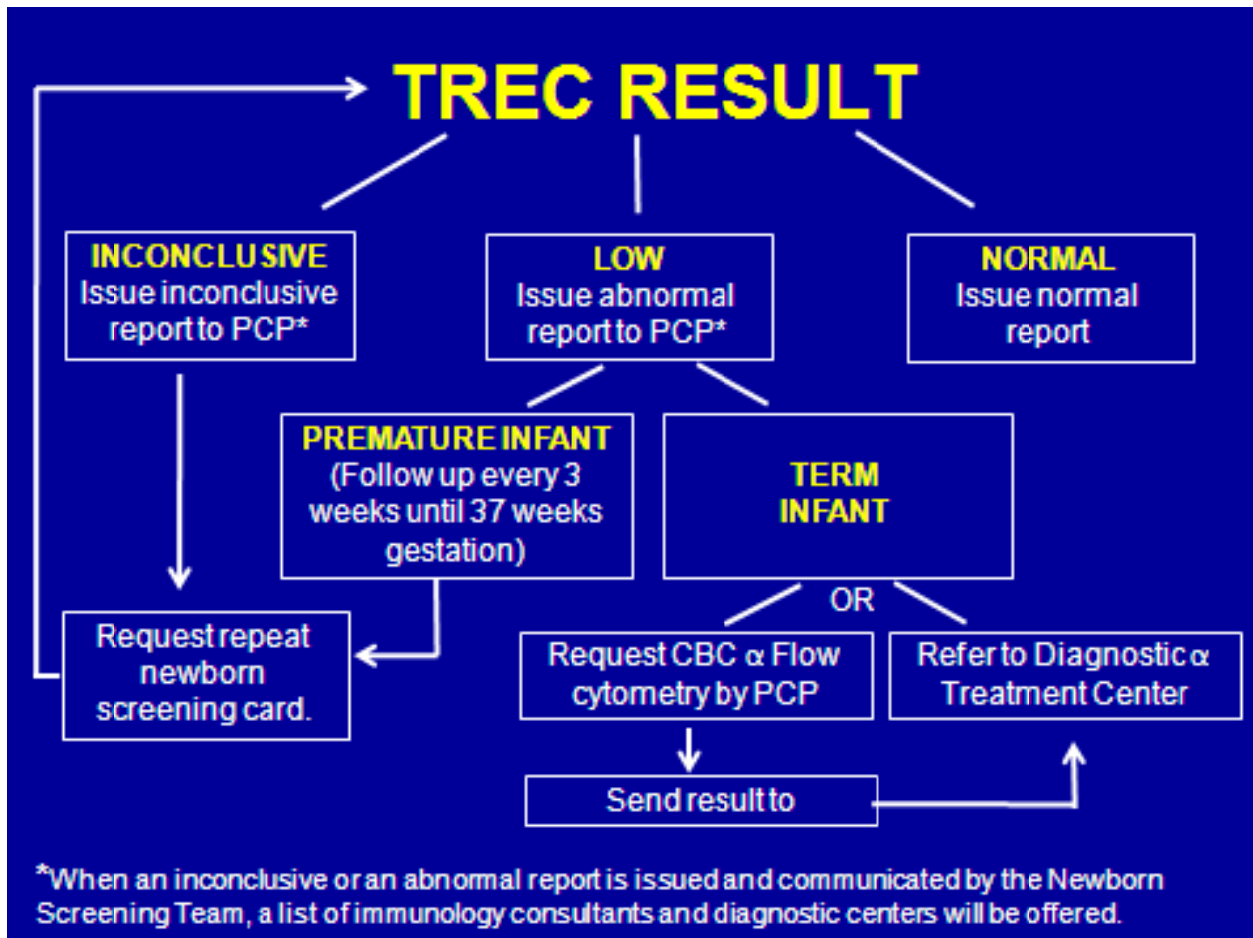 TREC RESULT
INCONCLUSIVE
Issue inconclusive
report to PCP*
LOW
Issue abnormal
report to PCP*
NORMAL
Issue normal
report
PREMATURE INFANT
(Follow up every 3
weeks until 37 weeks
gestation)
TERM
INFANT
OR
Request repeat
newborn
screening card.
Request CBC α Flow
cytometry by PCP
Refer to Diagnostic α
Treatment Center
Send result to
*When an inconclusive or an abnormal report is issued and communicated by the Newborn
Screening Team, a list of immunology consultants and diagnostic centers will be offered.